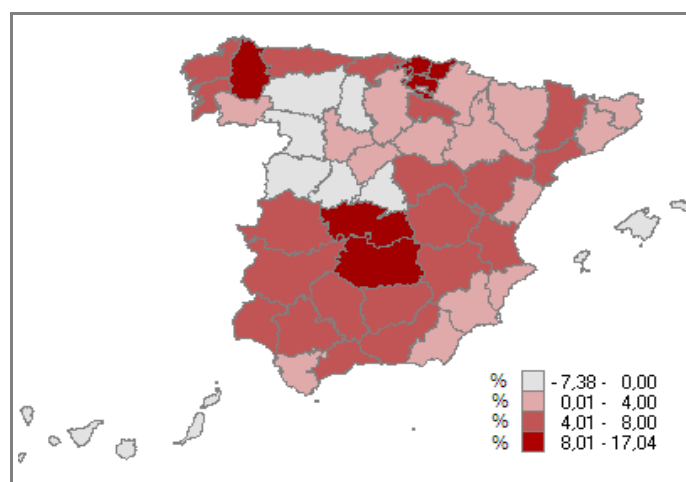 % - 7,38 - 0,00
% 0,01 - 4,00
% 4,01 - 8,00
% 8,01 - 17,04